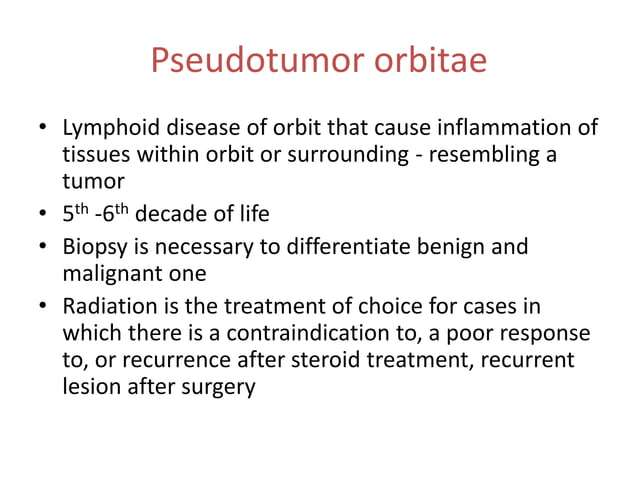 Pseudotumor orbitae
• Lymphoid disease of orbit that cause inflammation of
tissues within orbit or surrounding - resembling a
tumor
• 5th -6th decade of life
• Biopsy is necessary to differentiate benign and
malignant one
• Radiation is the treatment of choice for cases in
which there is a contraindication to, a poor response
to, or recurrence after steroid treatment, recurrent
lesion after surgery